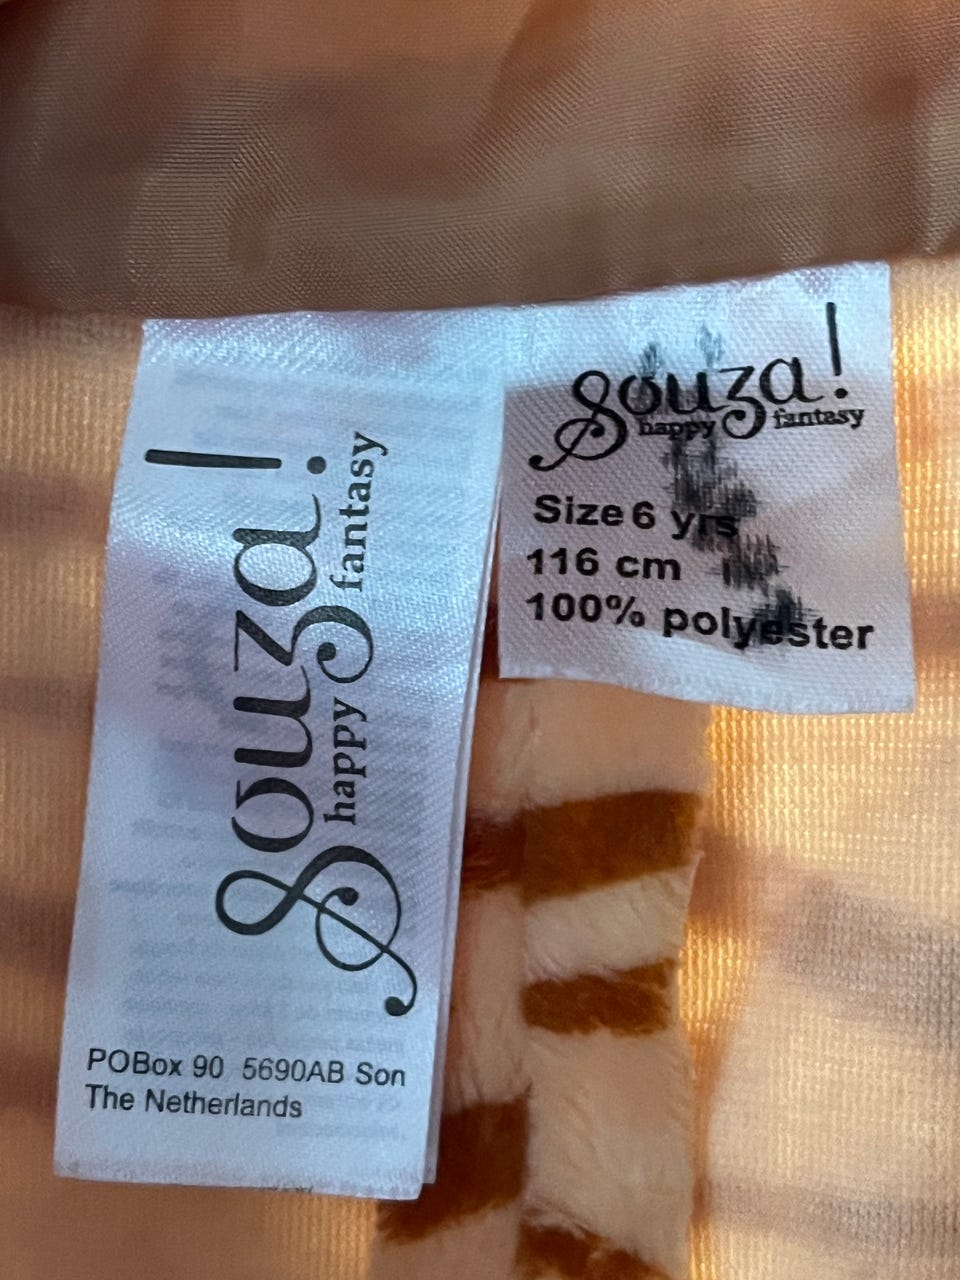 Souza!
happy fantasy
POBox 90 5690AB Son
The Netherlands
Souza!
happy fantasy
Size 6 yrs
116 cm
100% polyester